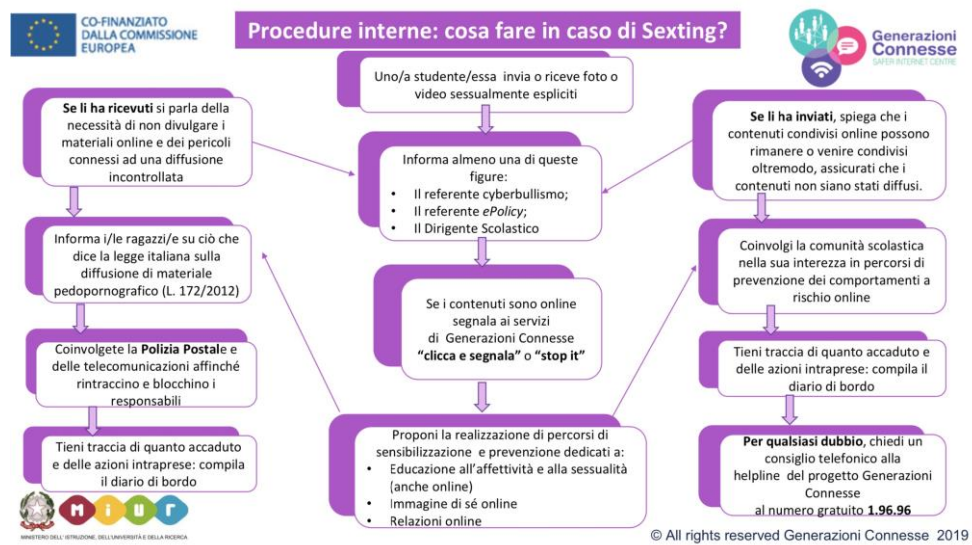 CO-FINANZIATO
DALLA COMMISSIONE
EUROPEA
Procedure interne: cosa fare in caso di Sexting?
Generazioni
Connesse
SAFER INTERNET CENTRE
Uno/a studente/essa invia o riceve foto o
video sessualmente espliciti
Se li ha ricevuti si parla della
necessità di non divulgare i
materiali online e dei pericoli
connessi ad una diffusione
incontrollata
Informa i/le ragazzi/e su ciò che
dice la legge italiana sulla
diffusione di materiale
pedopornografico (L. 172/2012)
Coinvolgete la Polizia Postale e
delle telecomunicazioni affinché
rintraccino e blocchino i
responsabili
Tieni traccia di quanto accaduto
e delle azioni intraprese: compila
il diario di bordo
Informa almeno una di queste
figure:
• Il referente cyberbullismo;
• Il referente ePolicy;
• Il Dirigente Scolastico
Se i contenuti sono online
segnala ai servizi
di Generazioni Connesse
“clicca e segnala” o “stop it”
Proponi la realizzazione di percorsi di
sensibilizzazione e prevenzione dedicati a:
• Educazione all’affettività e alla sessualità
(anche online)
• Immagine di sé online
• Relazioni online
Se li ha inviati, spiega che i
contenuti condivisi online possono
rimanere o venire condivisi
oltremodo, assicurati che i
contenuti non siano stati diffusi.
Coinvolgi la comunità scolastica
nella sua interezza in percorsi di
prevenzione dei comportamenti a
rischio online
Tieni traccia di quanto accaduto e
delle azioni intraprese: compila il
diario di bordo
Per qualsiasi dubbio, chiedi un
consiglio telefonico alla
helpline del progetto Generazioni
Connesse
al numero gratuito 1.96.96
MIUR
MINISTERO DELL' ISTRUZIONE, DELL'UNIVERSITÀ E DELLA RICERCA
© All rights reserved Generazioni Connesse 2019